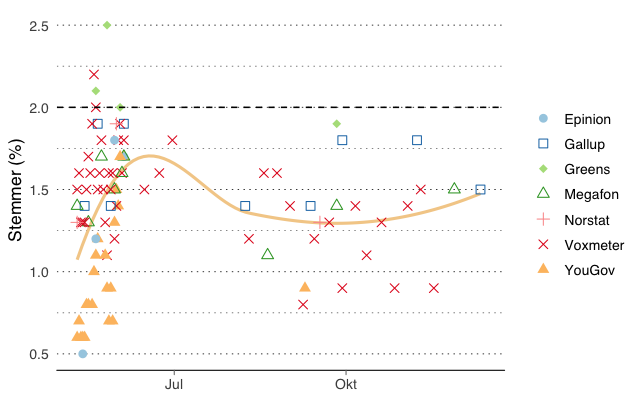 2.5
2.0
1.5
1.0
0.5
Stemmer (%)
Jul
Okt
Epinion
Gallup
Greens
Megafon
Norstat
Voxmeter
YouGov